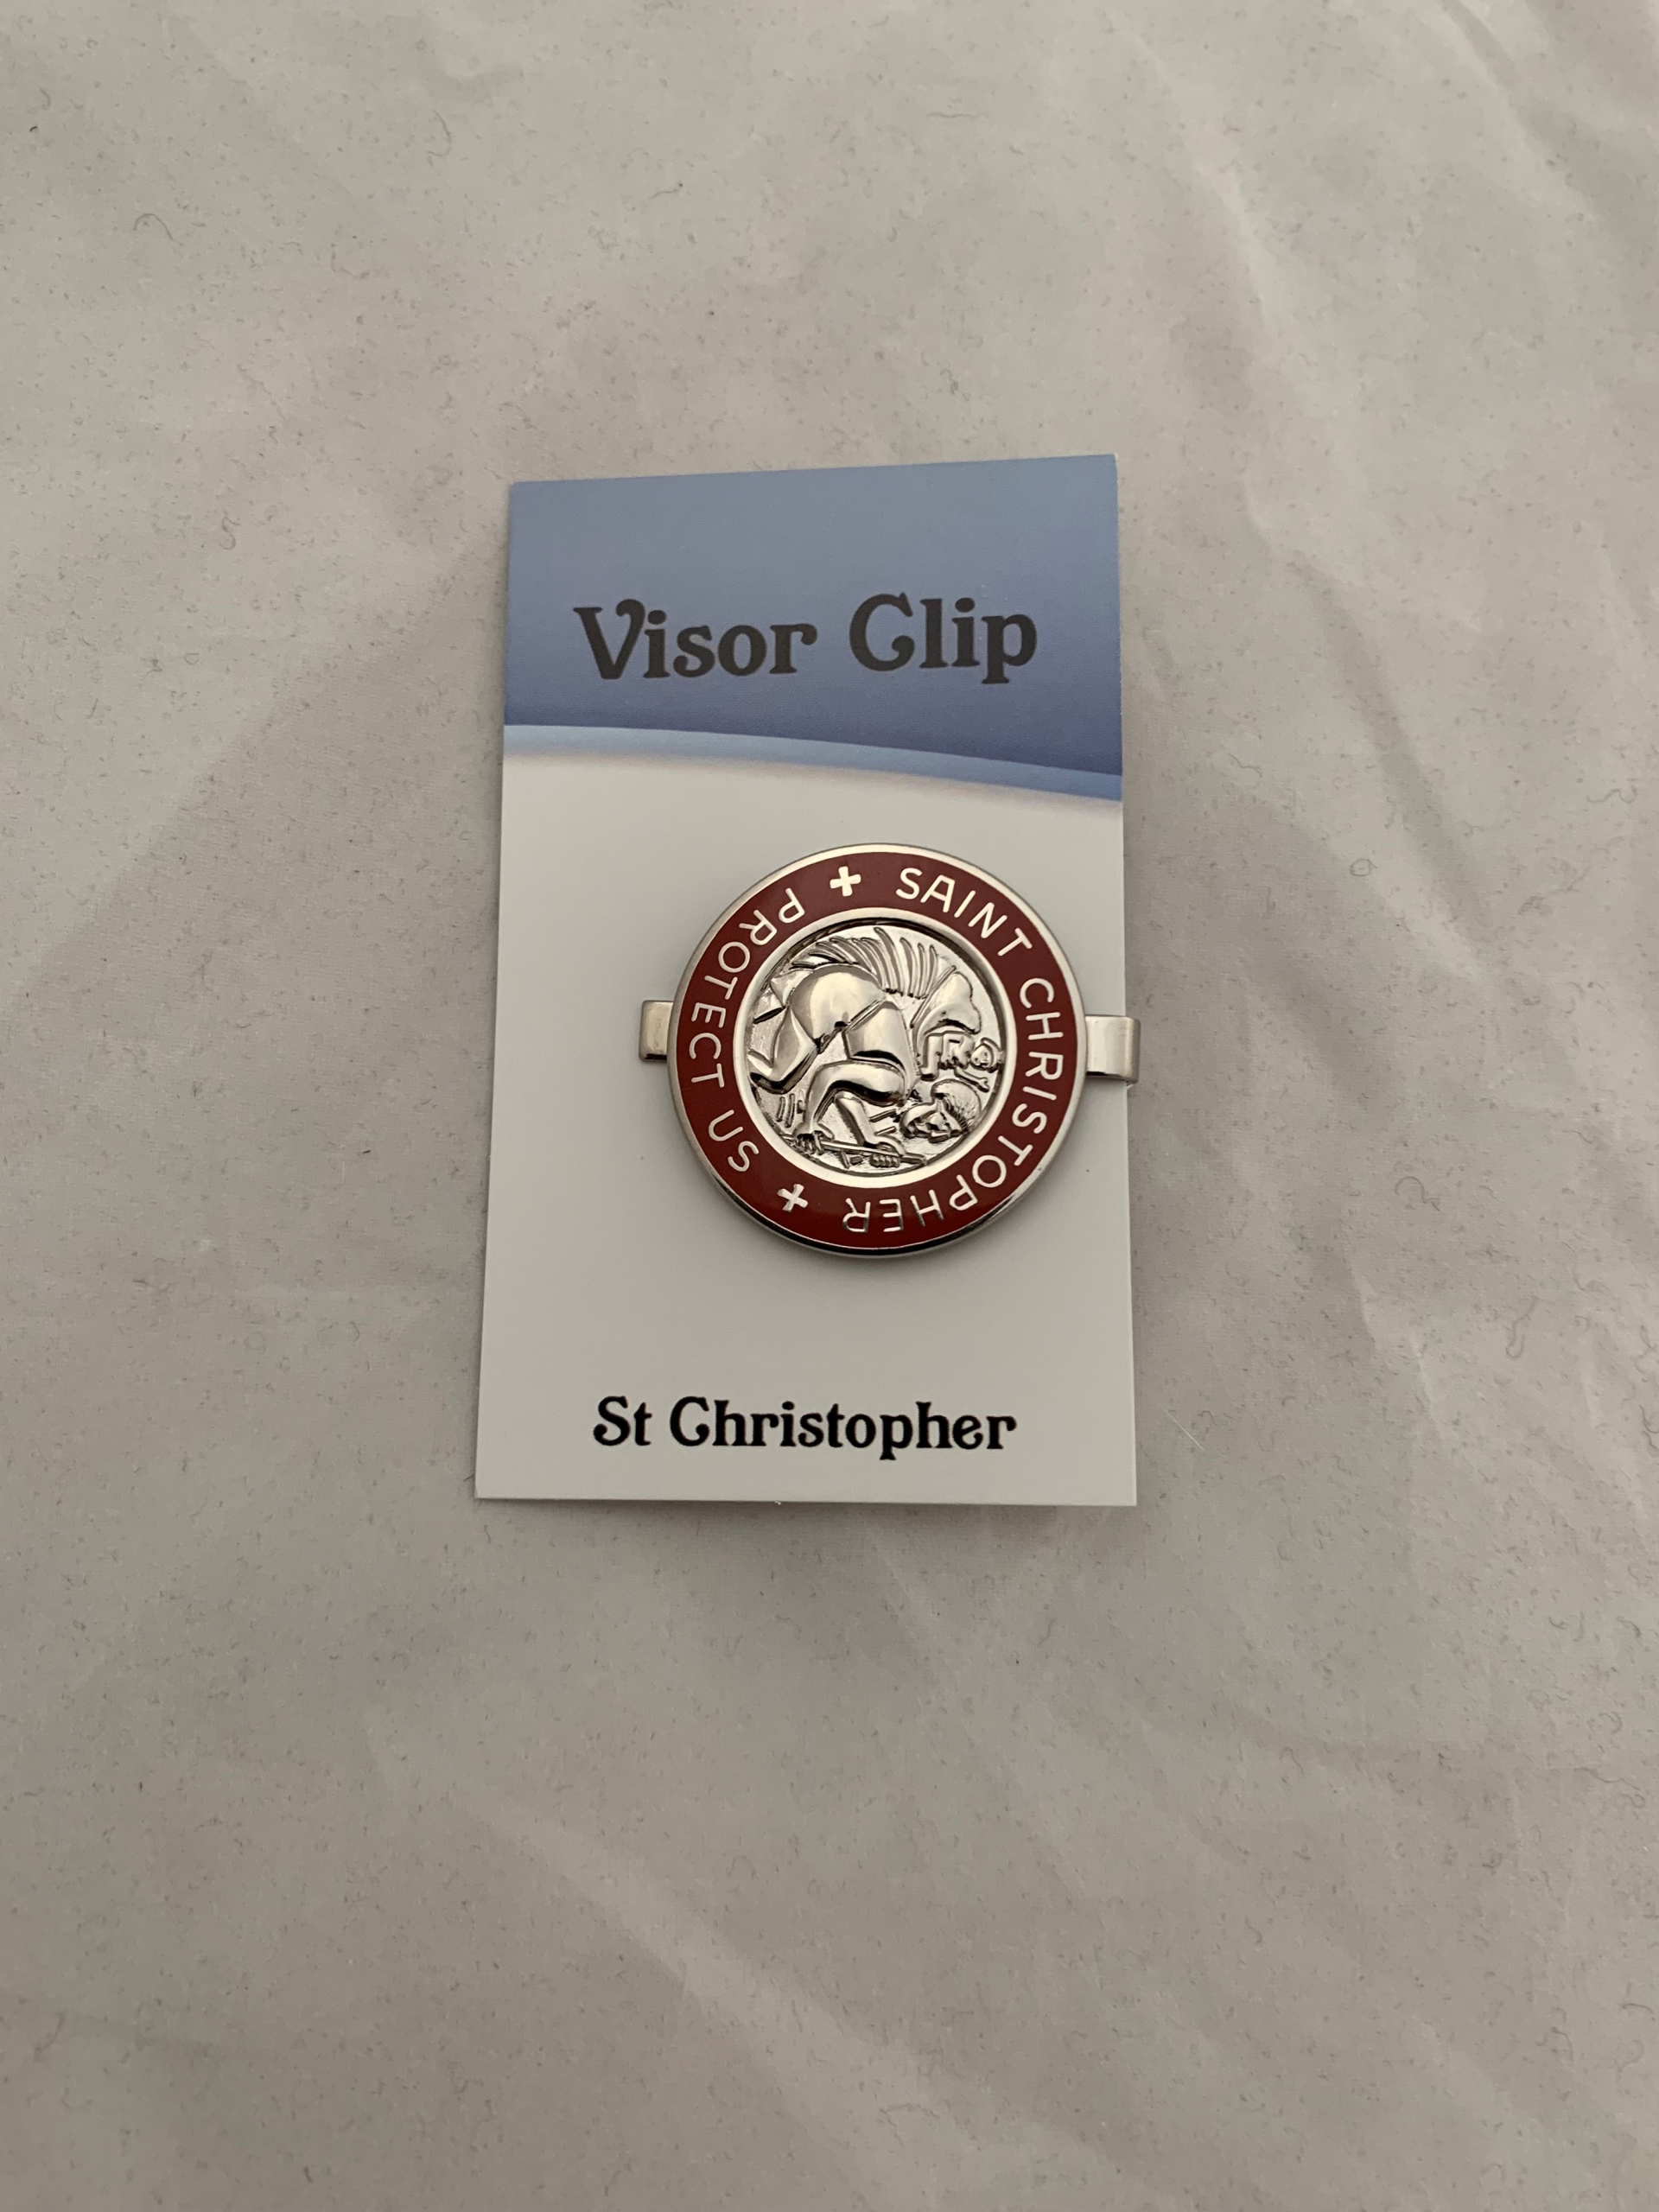 Visor Clip
SAINT CHRISTOPHER
PROTECT US
St Christopher